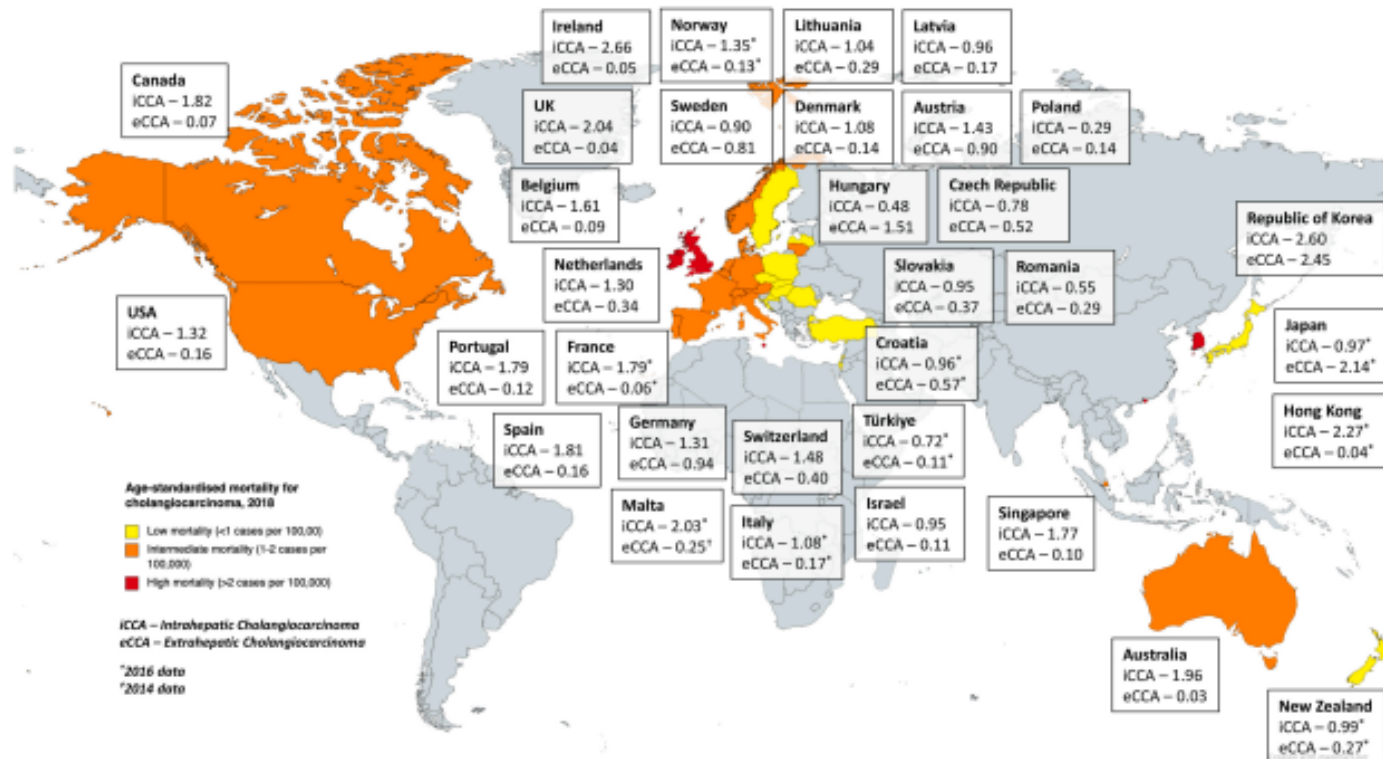 Ireland
iCCA – 2.66
eCCA – 0.05
Norway
iCCA – 1.35*
eCCA – 0.13*
Lithuania
iCCA – 1.04
eCCA – 0.29
Latvia
iCCA – 0.96
eCCA – 0.17
Canada
iCCA – 1.82
eCCA – 0.07
UK
iCCA – 2.04
eCCA – 0.04
Sweden
iCCA – 0.90
eCCA – 0.81
Denmark
iCCA – 1.08
eCCA – 0.14
Austria
iCCA – 1.43
eCCA – 0.90
Poland
iCCA – 0.29
eCCA – 0.14
Belgium
iCCA – 1.61
eCCA – 0.09
Hungary
iCCA – 0.48
eCCA – 1.51
Czech Republic
iCCA – 0.78
eCCA – 0.52
Republic of Korea
iCCA – 2.60
eCCA – 2.45
Netherlands
iCCA – 1.30
eCCA – 0.34
Slovakia
iCCA – 0.95
eCCA – 0.37
Romania
iCCA – 0.55
eCCA – 0.29
USA
iCCA – 1.32
eCCA – 0.16
Portugal
iCCA – 1.79
eCCA – 0.12
France
iCCA – 1.79*
eCCA – 0.06*
Croatia
iCCA – 0.96*
eCCA – 0.57*
Japan
iCCA – 0.97*
eCCA – 2.14*
Spain
iCCA – 1.81
eCCA – 0.16
Germany
iCCA – 1.31
eCCA – 0.94
Switzerland
iCCA – 1.48
eCCA – 0.40
Türkiye
iCCA – 0.72*
eCCA – 0.11*
Hong Kong
iCCA – 2.27*
eCCA – 0.04*
Malta
iCCA – 2.03*
eCCA – 0.25*
Italy
iCCA – 1.08*
eCCA – 0.17*
Israel
iCCA – 0.95
eCCA – 0.11
Singapore
iCCA – 1.77
eCCA – 0.10
Age-standardised mortality for
cholangiocarcinoma, 2018
Low mortality (<1 cases per 100,00)
Intermediate mortality (1–2 cases per
100,000)
High mortality (>2 cases per 100,000)
iCCA – Intrahepatic Cholangiocarcinoma
eCCA – Extrahepatic Cholangiocarcinoma
*2016 data
*2014 data
Australia
iCCA – 1.96
eCCA – 0.03
New Zealand
iCCA – 0.99*
eCCA – 0.27*